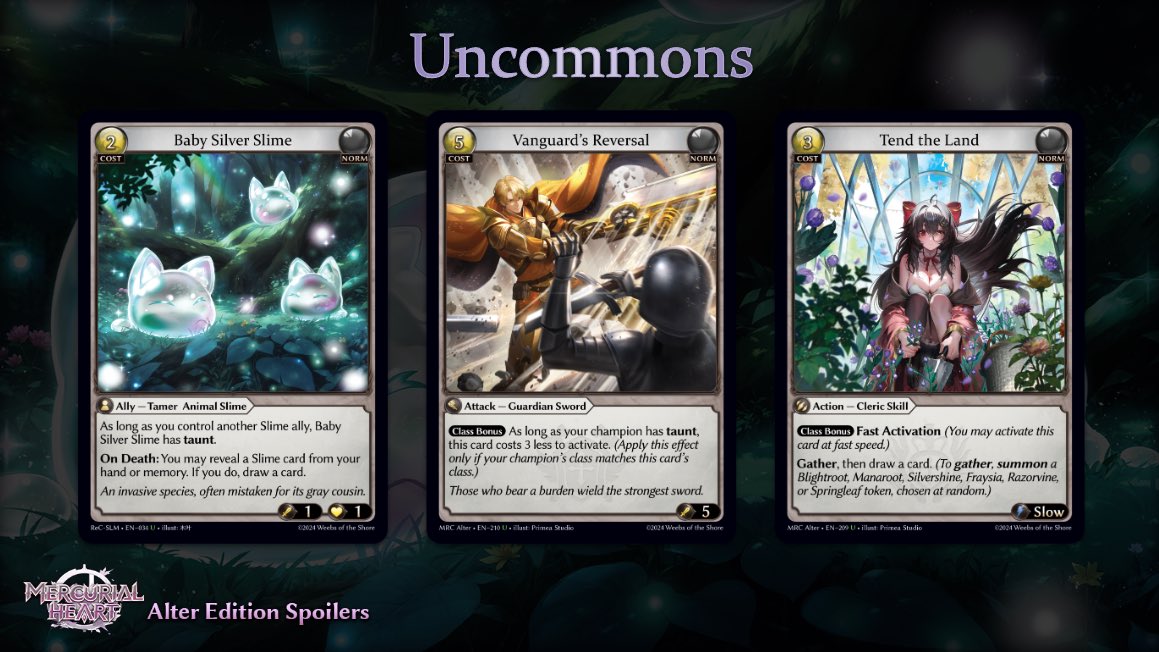 Uncommons
2
COST
Baby Silver Slime
NORM
Ally — Tamer Animal Slime
As long as you control another Slime ally, Baby
Silver Slime has taunt.
On Death: You may reveal a Slime card from your
hand or memory. If you do, draw a card.
An invasive species, often mistaken for its gray cousin.
1
1
ReC-SLM • EN-034 U • illust: 木叶
©2024 Weebs of the Shore
5
COST
Vanguard's Reversal
NORM
Attack — Guardian Sword
Class Bonus As long as your champion has taunt,
this card costs 3 less to activate. (Apply this effect
only if your champion's class matches this card's
class.)
Those who bear a burden wield the strongest sword.
5
MRC Alter • EN-210 U • illust: Primea Studio
©2024 Weebs of the Shore
3
COST
Tend the Land
NORM
Action — Cleric Skill
Class Bonus Fast Activation (You may activate this
card at fast speed.)
Gather, then draw a card. (To gather, summon a
Blightroot, Manaroot, Silvershine, Fraysia, Razorvine,
or Springleaf token, chosen at random.)
Slow
MRC Alter • EN-209 U • illust: Primea Studio
©2024 Weebs of the Shore
MERCURIAL
HEART
Alter Edition Spoilers